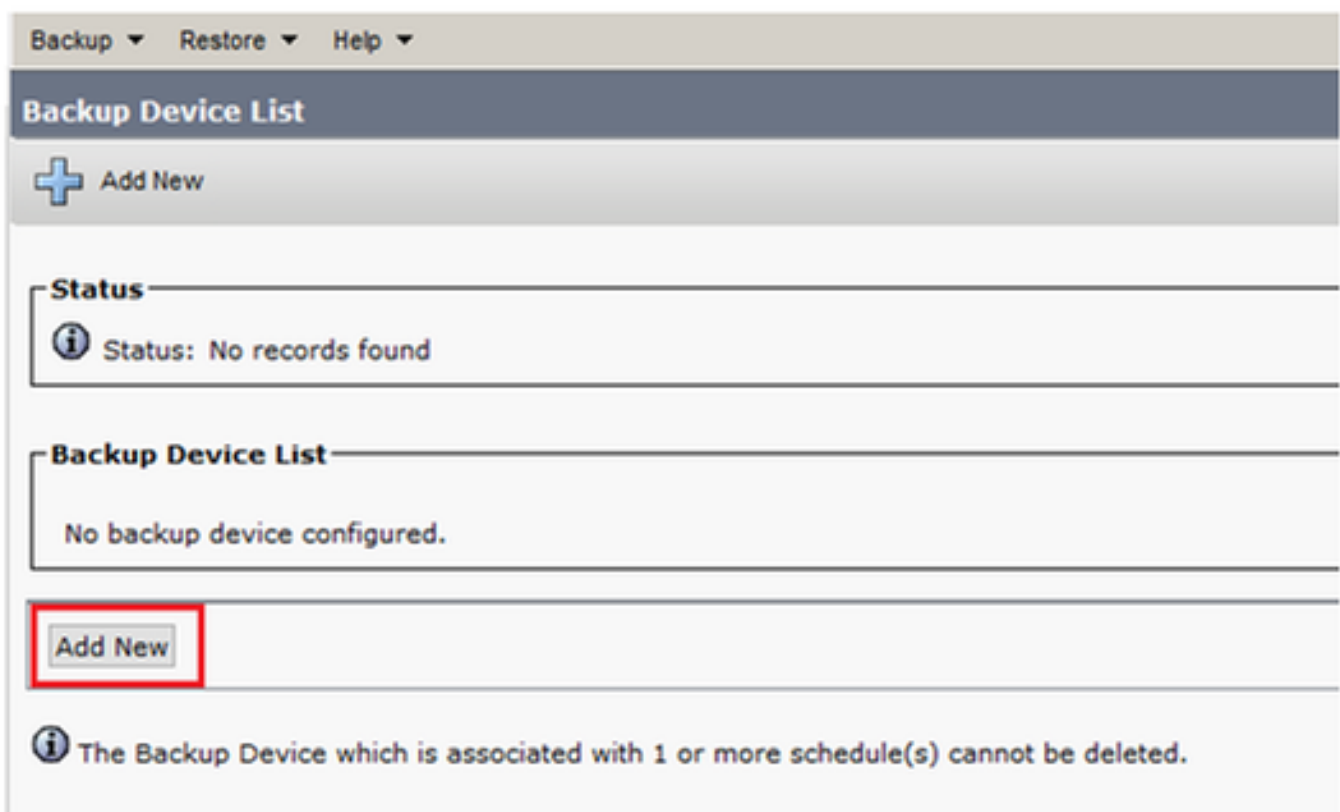 Backup Restore Help
Backup Device List
Add New
Status
Status: No records found
Backup Device List
No backup device configured.
Add New
The Backup Device which is associated with 1 or more schedule(s) cannot be deleted.